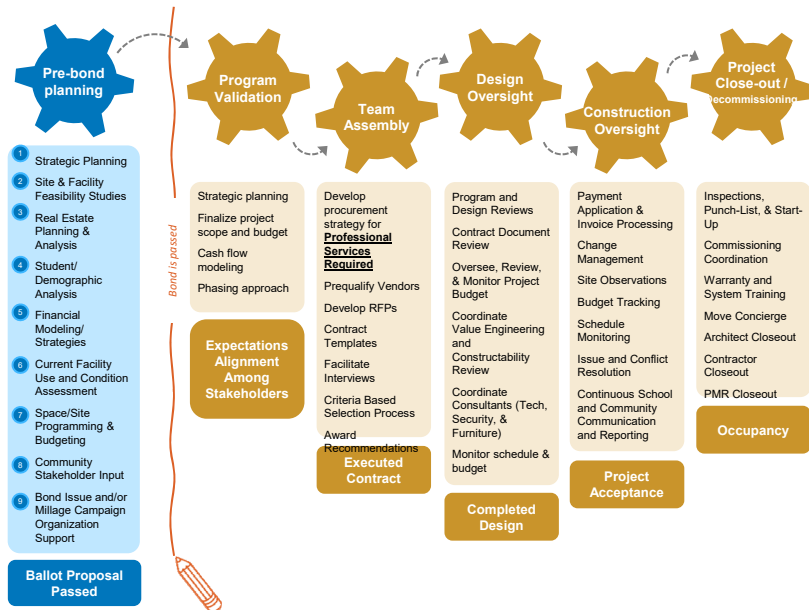 Pre-bond
planning
1
Strategic Planning
2
Site & Facility
Feasibility Studies
3
Real Estate
Planning &
Analysis
4
Student/
Demographic
Analysis
5
Financial
Modeling/
Strategies
6
Current Facility
Use and Condition
Assessment
7
Space/Site
Programming &
Budgeting
8
Community
Stakeholder Input
9
Bond Issue and/or
Millage Campaign
Organization
Support
Ballot Proposal
Passed
Bond is passed
Program
Validation
Strategic planning
Finalize project
scope and budget
Cash flow
modeling
Phasing approach
Expectations
Alignment
Among
Stakeholders
Team
Assembly
Develop
procurement
strategy for
Professional
Services
Required
Prequalify Vendors
Develop RFPs
Contract
Templates
Facilitate
Interviews
Criteria Based
Selection Process
Award
Recommendations
Executed
Contract
Design
Oversight
Program and
Design Reviews
Contract Document
Review
Oversee, Review,
& Monitor Project
Budget
Coordinate
Value Engineering
and
Constructability
Review
Coordinate
Consultants (Tech,
Security, &
Furniture)
Monitor schedule &
budget
Completed
Design
Construction
Oversight
Payment
Application &
Invoice Processing
Change
Management
Site Observations
Budget Tracking
Schedule
Monitoring
Issue and Conflict
Resolution
Continuous School
and Community
Communication
and Reporting
Project
Acceptance
Project
Close-out /
Decommissioning
Inspections,
Punch-List, & Start-
Up
Commissioning
Coordination
Warranty and
System Training
Move Concierge
Architect Closeout
Contractor
Closeout
PMR Closeout
Occupancy